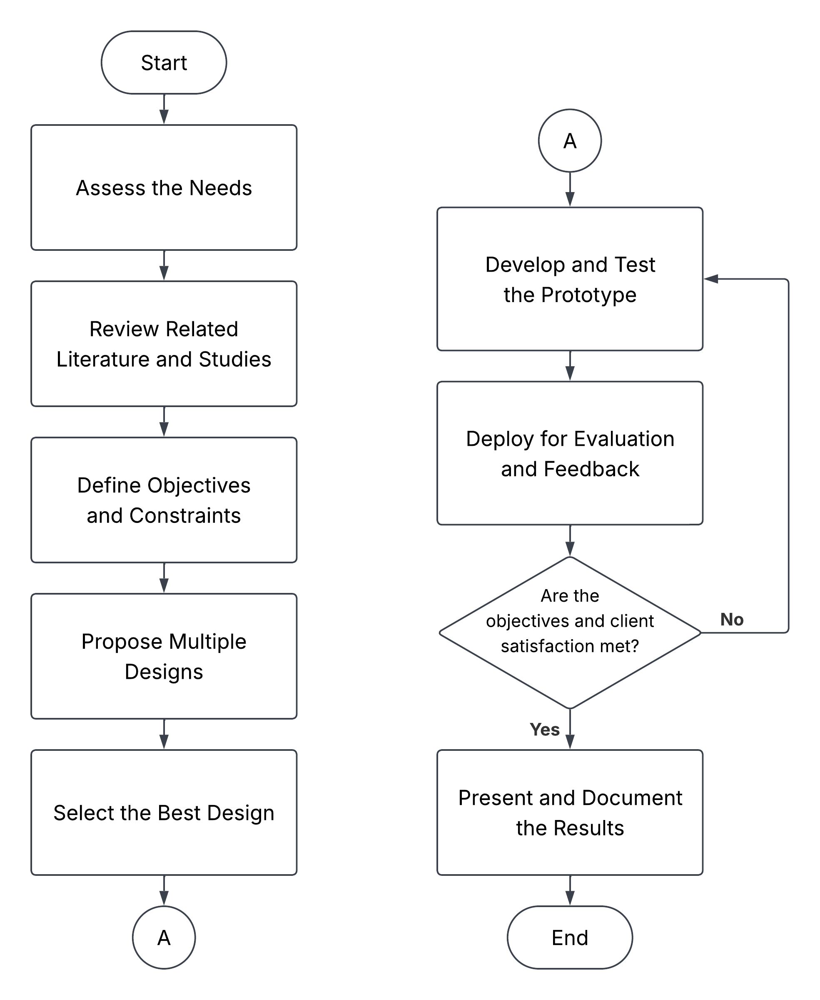 Start
Assess the Needs
Review Related
Literature and Studies
Define Objectives
and Constraints
Propose Multiple
Designs
Select the Best Design
A
A
Develop and Test
the Prototype
Deploy for Evaluation
and Feedback
Are the
objectives and client
satisfaction met?
No
Yes
Present and Document
the Results
End